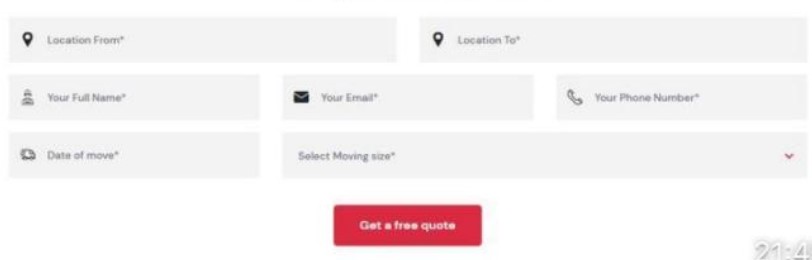 Location From*
Location To*
Your Full Name*
Your Email*
Your Phone Number*
Date of move*
Select Moving size*
Get a free quote
21:4